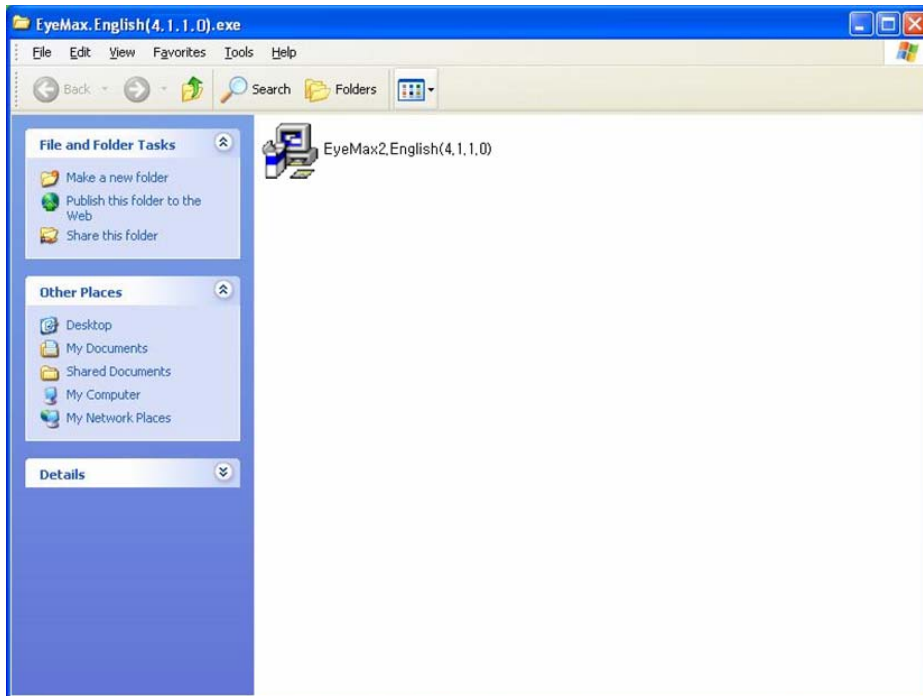 EyeMax.English(4.1.1.0).exe
File Edit View Favorites Tools Help
Back Search Folders
File and Folder Tasks
Make a new folder
Publish this folder to the
Web
Share this folder
Other Places
Desktop
My Documents
Shared Documents
My Computer
My Network Places
Details
EyeMax2,English(4,1,1,0)